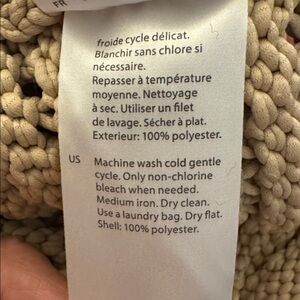 FR
froide cycle délicat.
Blanchir sans chlore si
nécessaire.
Repasser à température
moyenne. Nettoyage
à sec. Utiliser un filet
de lavage. Sécher à plat.
Exterieur: 100% polyester.
US Machine wash cold gentle
cycle. Only non-chlorine
bleach when needed.
Medium iron. Dry clean.
Use a laundry bag. Dry flat.
Shell: 100% polyester.